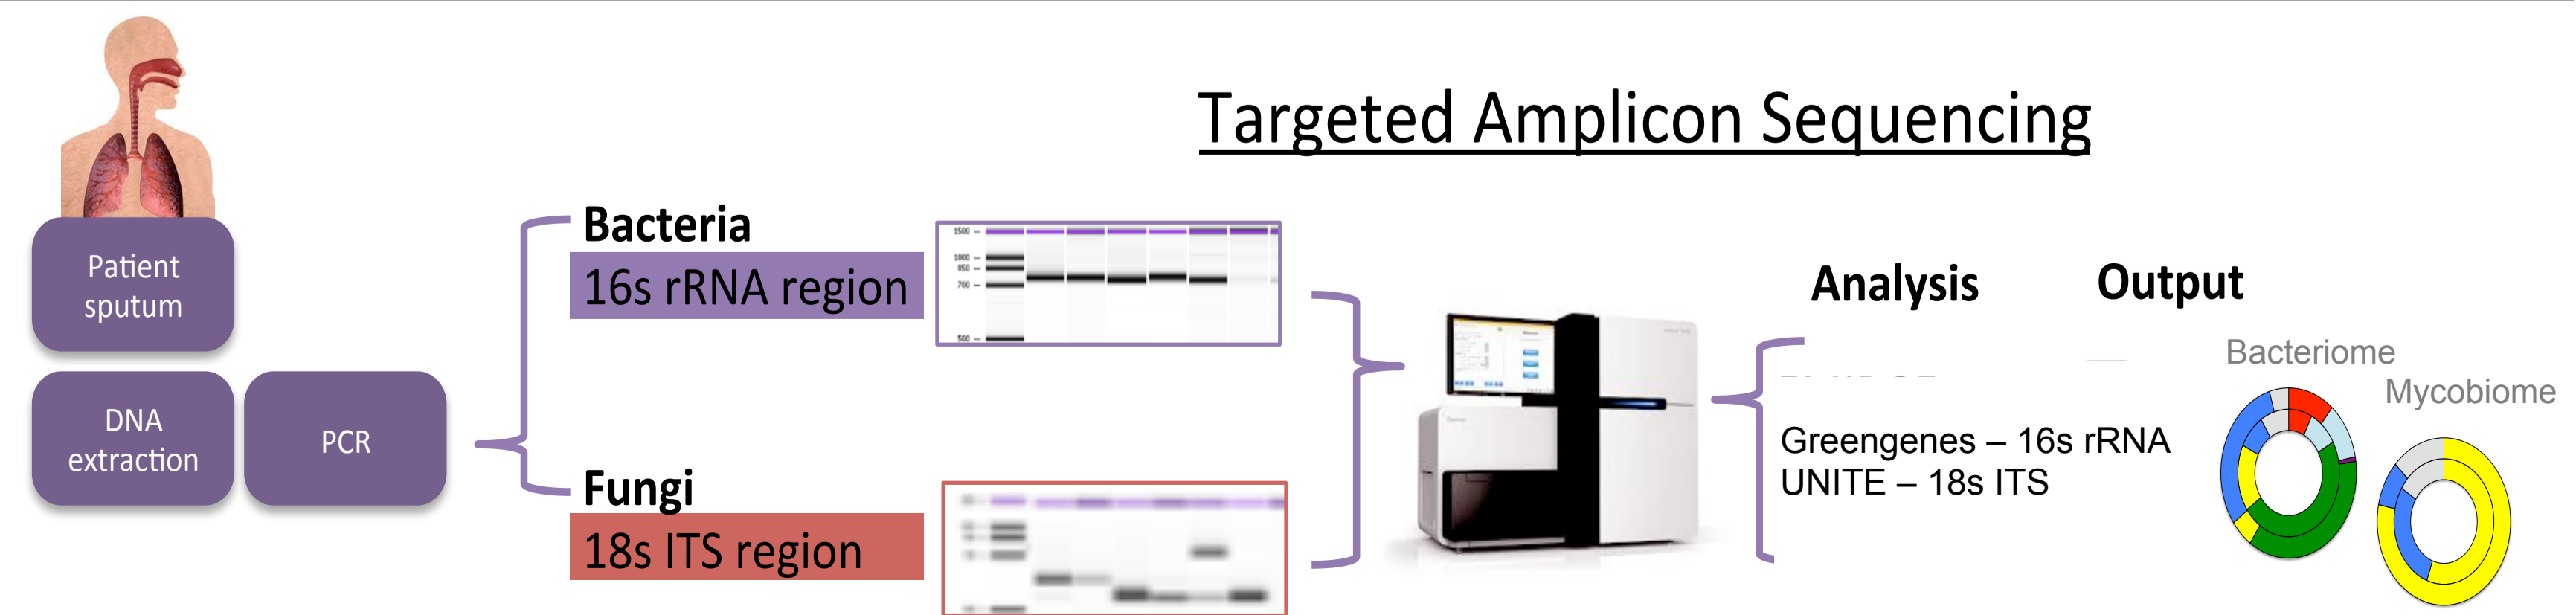 Targeted Amplicon Sequencing
Patient
sputum
DNA
extraction
PCR
Bacteria
16s rRNA region
1500
1000
850
700
500
Fungi
18s ITS region
Analysis
Output
Greengenes – 16s rRNA
UNITE – 18s ITS
Bacteriome
Mycobiome